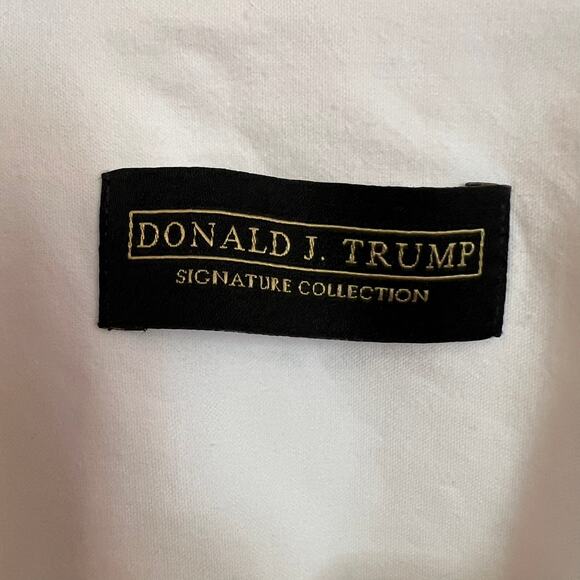 DONALD J. TRUMP
SIGNATURE COLLECTION